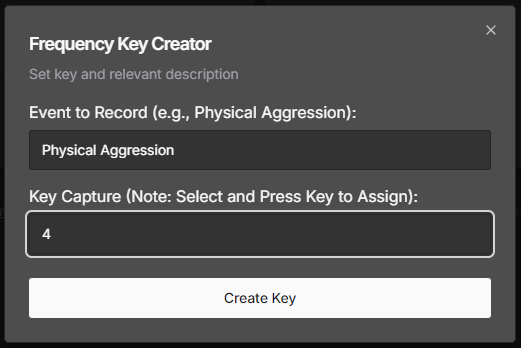 Frequency Key Creator
Set key and relevant description
Event to Record (e.g., Physical Aggression):
Physical Aggression
Key Capture (Note: Select and Press Key to Assign):
4
Create Key